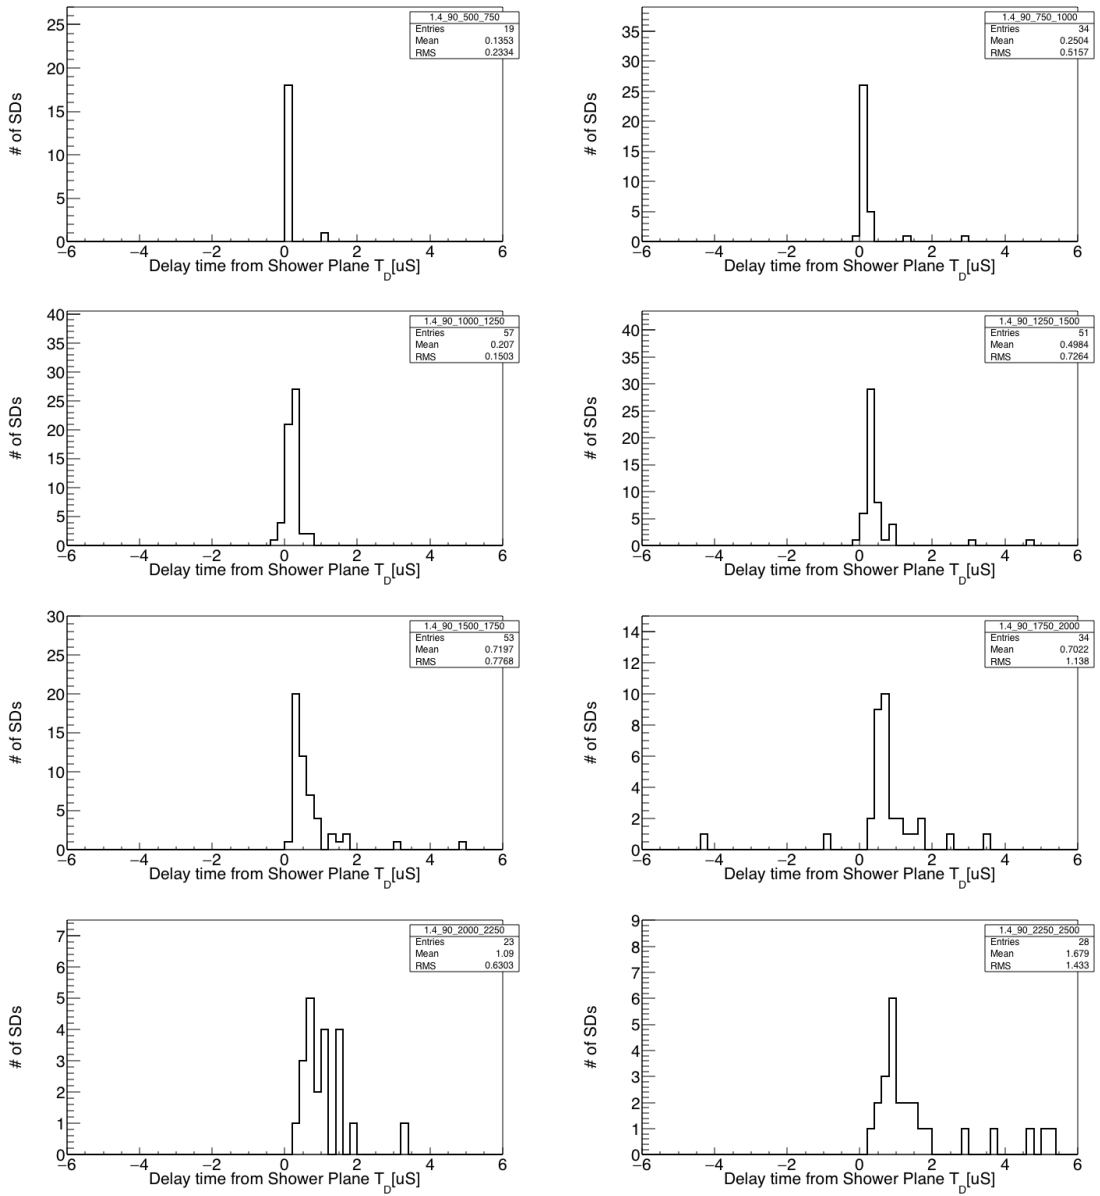 1.4_90_500_750
Entries 19
Mean 0.1353
RMS 0.2334
25
20
15
10
5
0
−6 −4 −2 0 2 4 6
# of SDs
Delay time from Shower Plane T_D[uS]
1.4_90_750_1000
Entries 34
Mean 0.2504
RMS 0.5157
35
30
25
20
15
10
5
0
−6 −4 −2 0 2 4 6
# of SDs
Delay time from Shower Plane T_D[uS]
1.4_90_1000_1250
Entries 57
Mean 0.207
RMS 0.1503
40
35
30
25
20
15
10
5
0
−6 −4 −2 0 2 4 6
# of SDs
Delay time from Shower Plane T_D[uS]
1.4_90_1250_1500
Entries 51
Mean 0.4984
RMS 0.7264
40
35
30
25
20
15
10
5
0
−6 −4 −2 0 2 4 6
# of SDs
Delay time from Shower Plane T_D[uS]
1.4_90_1500_1750
Entries 53
Mean 0.7197
RMS 0.7768
30
25
20
15
10
5
0
−6 −4 −2 0 2 4 6
# of SDs
Delay time from Shower Plane T_D[uS]
1.4_90_1750_2000
Entries 34
Mean 0.7022
RMS 1.138
14
12
10
8
6
4
2
0
−6 −4 −2 0 2 4 6
# of SDs
Delay time from Shower Plane T_D[uS]
1.4_90_2000_2250
Entries 23
Mean 1.09
RMS 0.6303
7
6
5
4
3
2
1
0
−6 −4 −2 0 2 4 6
# of SDs
Delay time from Shower Plane T_D[uS]
1.4_90_2250_2500
Entries 28
Mean 1.679
RMS 1.433
9
8
7
6
5
4
3
2
1
0
−6 −4 −2 0 2 4 6
# of SDs
Delay time from Shower Plane T_D[uS]